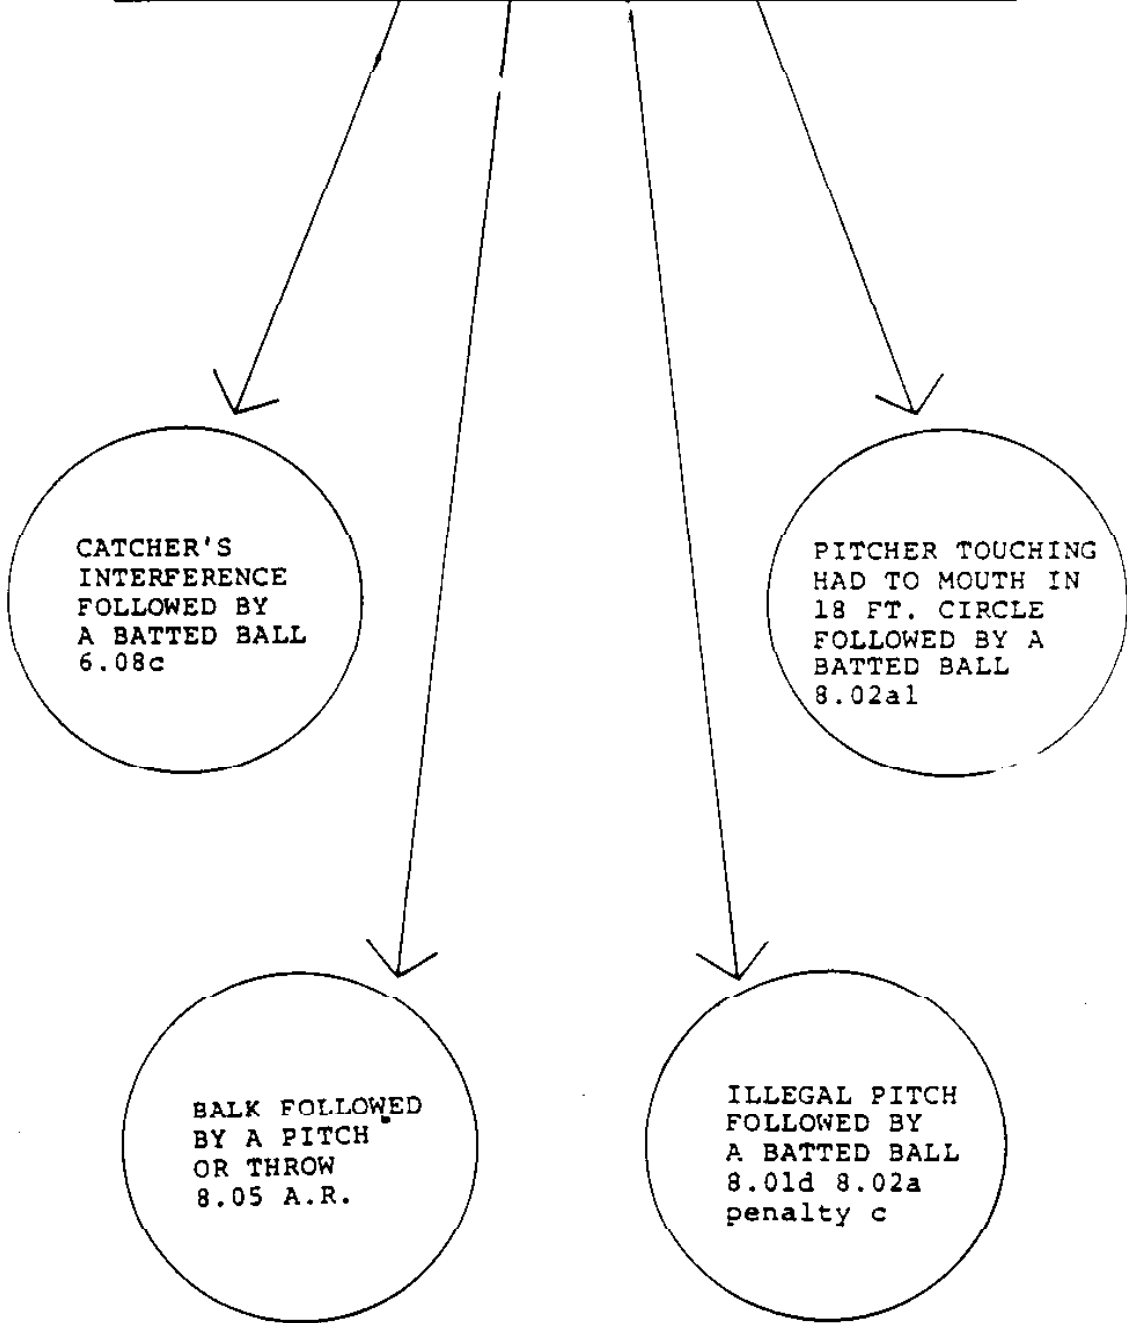 CATCHER'S
INTERFERENCE
FOLLOWED BY
A BATTED BALL
6.08c
PITCHER TOUCHING
HAD TO MOUTH IN
18 FT. CIRCLE
FOLLOWED BY A
BATTED BALL
8.02a1
BALK FOLLOWED
BY A PITCH
OR THROW
8.05 A.R.
ILLEGAL PITCH
FOLLOWED BY
A BATTED BALL
8.01d 8.02a
penalty c